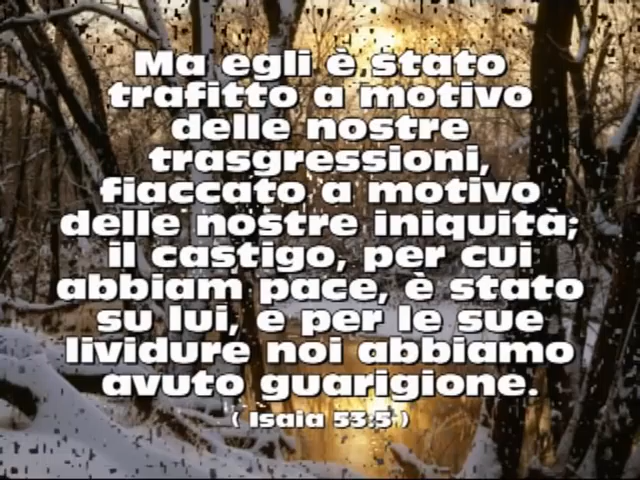 Ma egli è stato
trafitto a motivo
delle nostre
trasgressioni,
fiaccato a motivo
delle nostre iniquità;
il castigo, per cui
abbiam pace, è stato
su lui, e per le sue
lividure noi abbiamo
avuto guarigione.
( Isaia 53:5 )